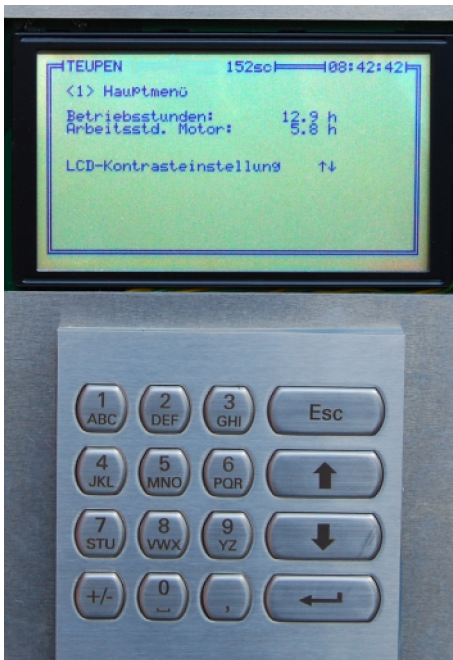 TEUPEN 152sc 08:42:42
<1> Hauptmenü
Betriebsstunden: 12.9 h
Arbeitsstd. Motor: 5.8 h
LCD-Kontrasteinstellung ↑↓
1 2 3
ABC DEF GHI Esc
4 5 6
JKL MNO PQR ↑
7 8 9
STU VWX YZ ↓
+/- 0 , ↵